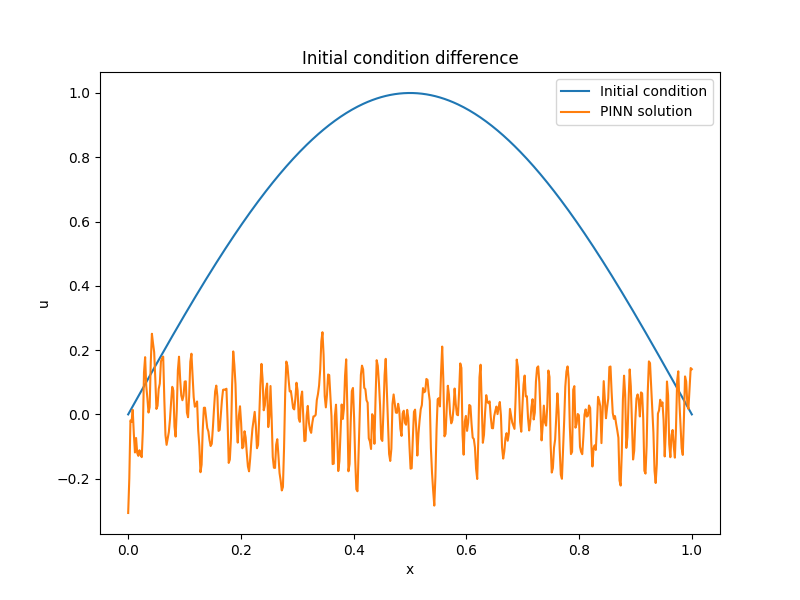 Initial condition difference
Initial condition
PINN solution
1.0
0.8
0.6
0.4
0.2
0.0
−0.2
u
0.0 0.2 0.4 0.6 0.8 1.0
x